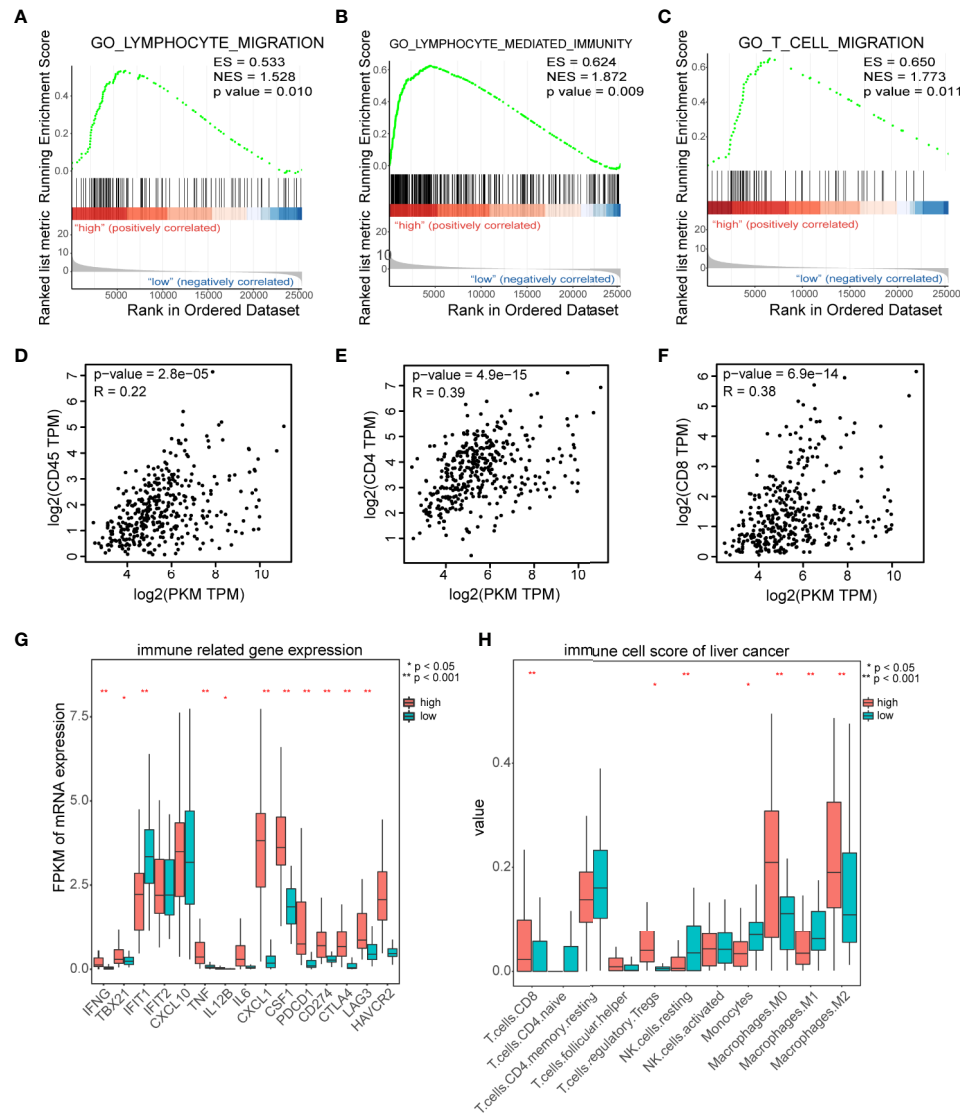 A
GO_LYMPHOCYTE_MIGRATION
ES = 0.533
NES = 1.528
p value = 0.010
Running Enrichment Score
0.4
0.2
0.0
"high" (positively correlated)
Ranked list metric
20
10
0
"low" (negatively correlated)
5000 10000 15000 20000 25000
Rank in Ordered Dataset
B
GO_LYMPHOCYTE_MEDIATED_IMMUNITY
ES = 0.624
NES = 1.872
p value = 0.009
Running Enrichment Score
0.6
0.4
0.2
0.0
"high" (positively correlated)
Ranked list metric
20
10
0
"low" (negatively correlated)
5000 10000 15000 20000 25000
Rank in Ordered Dataset
C
GO_T_CELL_MIGRATION
ES = 0.650
NES = 1.773
p value = 0.011
Running Enrichment Score
0.6
0.4
0.2
0.0
"high" (positively correlated)
Ranked list metric
20
10
0
"low" (negatively correlated)
5000 10000 15000 20000 25000
Rank in Ordered Dataset
D
p-value = 2.8e-05
R = 0.22
log2(CD45 TPM)
7
6
5
4
3
2
1
0
4 6 8 10
log2(PKM TPM)
E
p-value = 4.9e-15
R = 0.39
log2(CD4 TPM)
7
6
5
4
3
2
1
4 6 8 10
log2(PKM TPM)
F
p-value = 6.9e-14
R = 0.38
log2(CD8 TPM)
6
5
4
3
2
1
0
4 6 8 10
log2(PKM TPM)
G
immune related gene expression
* p < 0.05
** p < 0.001
high
low
** * ** ** * ** ** ** ** **
FPKM of mRNA expression
7.5
5.0
2.5
0.0
IFNG
TBX21
IFIT1
IFIT2
CXCL10
TNF
IL12B
IL6
CXCL1
CSF1
PDCD1
CD274
CTLA4
LAG3
HAVCR2
H
immune cell score of liver cancer
* p < 0.05
** p < 0.001
high
low
** * ** * ** ** **
value
0.4
0.2
0.0
T.cells.CD8
T.cells.CD4.naive
T.cells.CD4.memory.resting
T.cells.follicular.helper
T.cells.regulatory.Tregs
NK.cells.resting
NK.cells.activated
Monocytes
Macrophages.M0
Macrophages.M1
Macrophages.M2